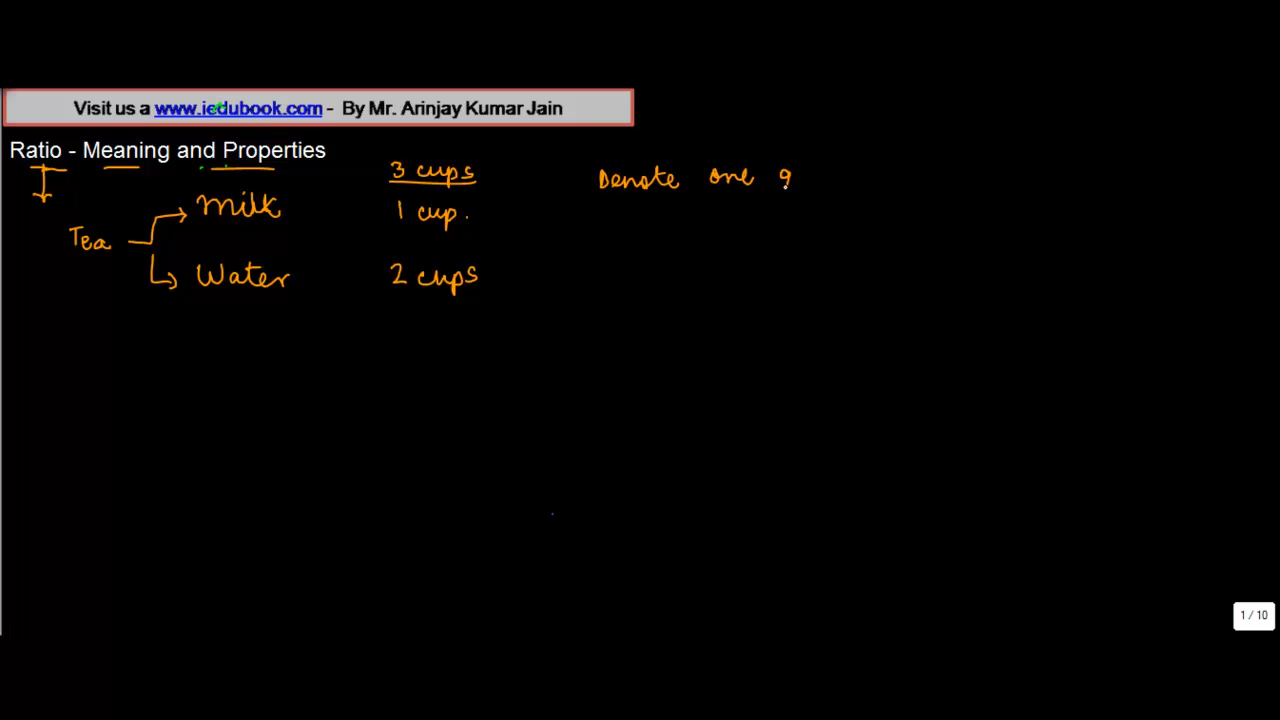 Visit us a www.iedubook.com - By Mr. Arinjay Kumar Jain
Ratio - Meaning and Properties
3 cups
Denote one q
Milk 1 cup.
Tea
Water 2 cups
1 / 10